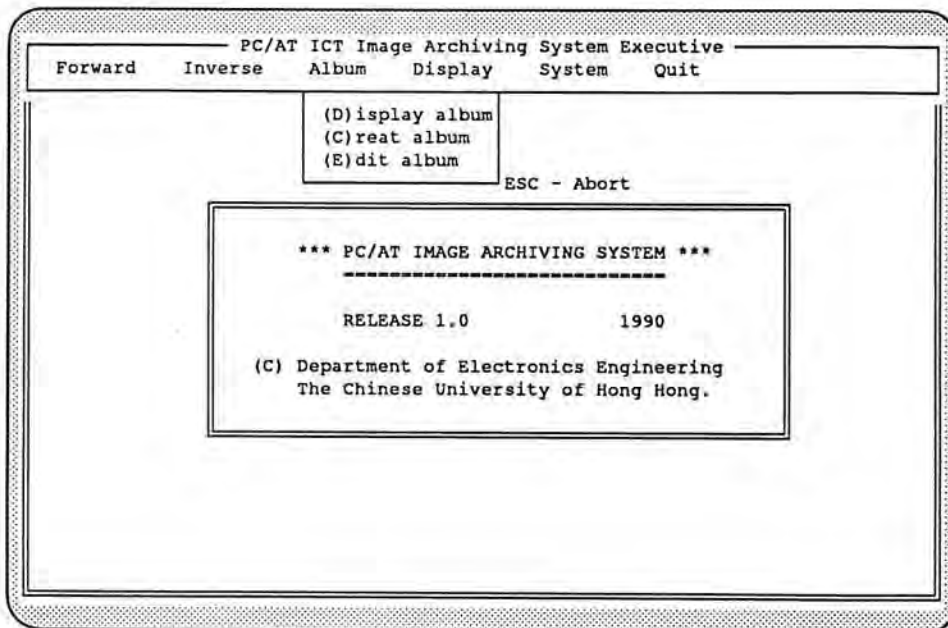 PC/AT ICT Image Archiving System Executive
Forward Inverse Album Display System Quit
(D)isplay album
(C)reat album
(E)dit album
ESC - Abort
*** PC/AT IMAGE ARCHIVING SYSTEM ***
============================
RELEASE 1.0 1990
(C) Department of Electronics Engineering
The Chinese University of Hong Hong.